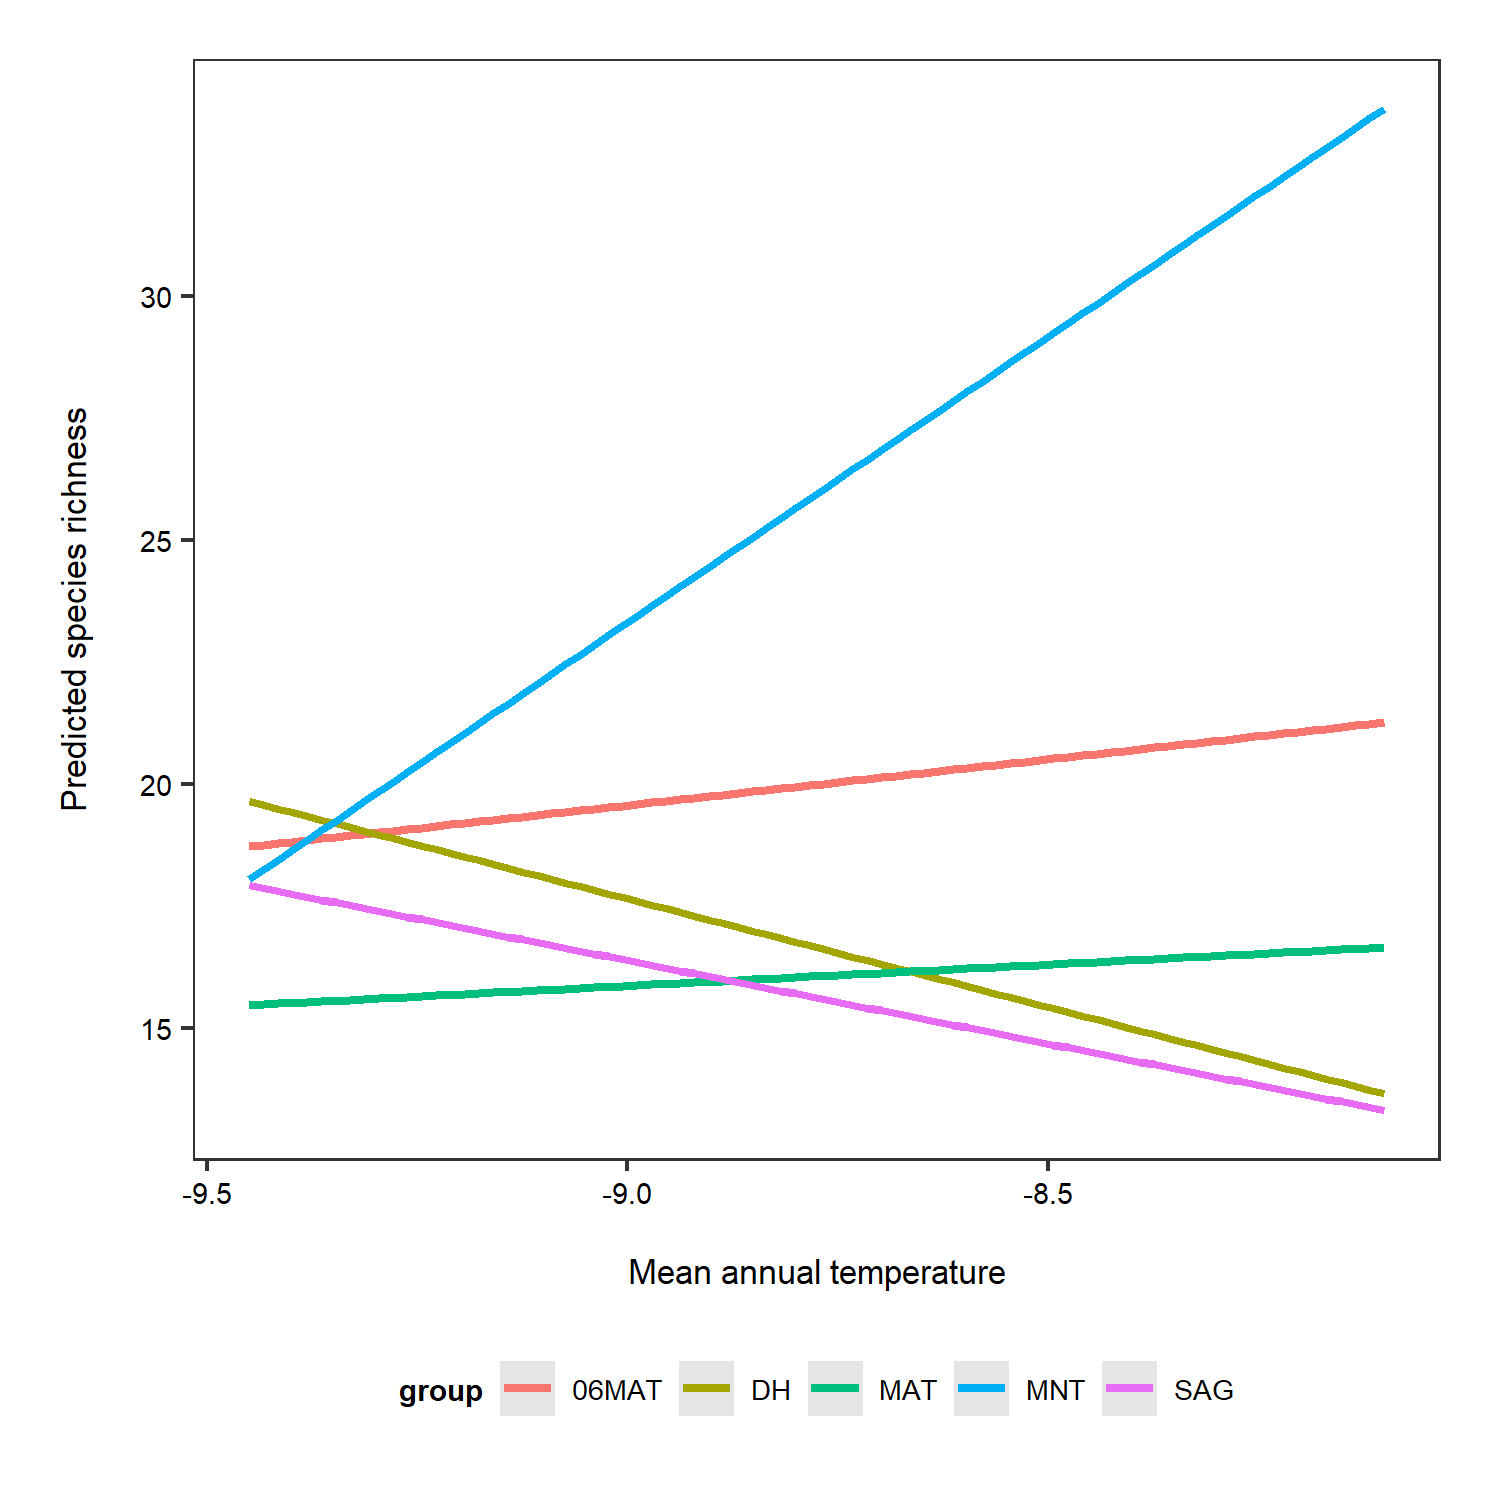 Predicted species richness
30
25
20
15
-9.5 -9.0 -8.5
Mean annual temperature
group 06MAT DH MAT MNT SAG